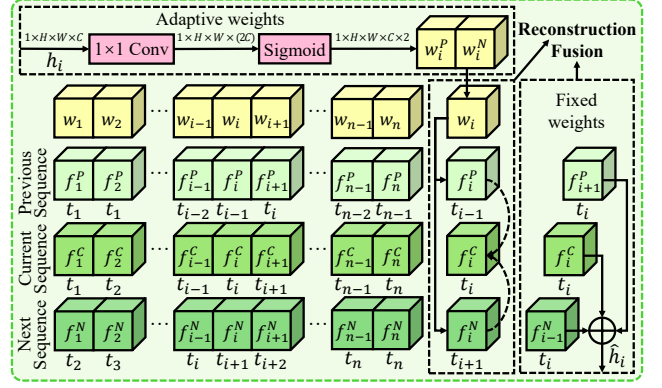 Adaptive weights
1×H×W×C
1×H×W×(2C)
1×H×W×C×2
h_i
1×1 Conv
Sigmoid
w_i^P w_i^N
Reconstruction
Fusion
w_1 w_2 ··· w_{i-1} w_i w_{i+1} ··· w_{n-1} w_n
w_i
Fixed
weights
Previous
Sequence
f_1^P f_2^P ··· f_{i-1}^P f_i^P f_{i+1}^P ··· f_{n-1}^P f_n^P
f_i^P
f_{i+1}^P
t_1 t_1 t_{i-2} t_{i-1} t_i t_{n-2} t_{n-1}
t_{i-1}
t_i
Current
Sequence
f_1^C f_2^C ··· f_{i-1}^C f_i^C f_{i+1}^C ··· f_{n-1}^C f_n^C
f_i^C
f_i^C
t_1 t_2 t_{i-1} t_i t_{i+1} t_{n-1} t_n
t_i
t_i
Next
Sequence
f_1^N f_2^N ··· f_{i-1}^N f_i^N f_{i+1}^N ··· f_{n-1}^N f_n^N
f_i^N
f_{i-1}^N
t_2 t_3 t_i t_{i+1} t_{i+2} t_n t_n
t_{i+1}
t_i
ĥ_i